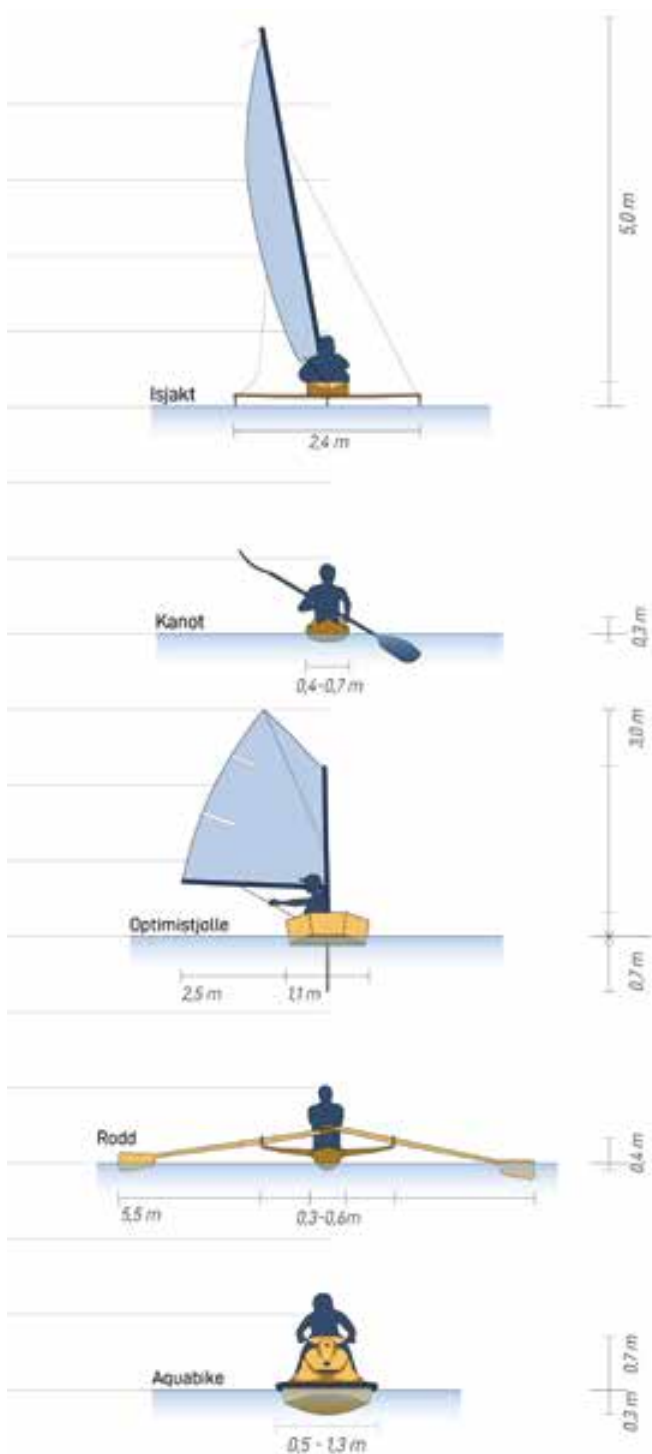 5,0 m
Isjakt
2,4 m
Kanot
0,3 m
0,4-0,7 m
3,0 m
Optimistjolle
2,5 m
1,1 m
0,7 m
Rodd
0,4 m
5,5 m
0,3-0,6m
0,7 m
Aquabike
0,3 m
0,5 - 1,3 m